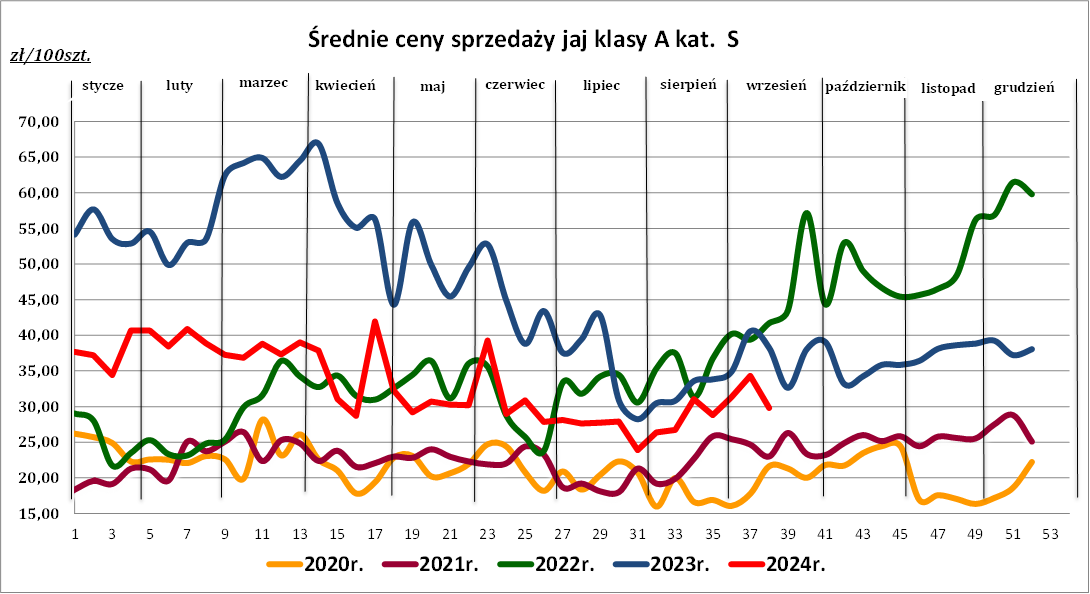 Średnie ceny sprzedaży jaj klasy A kat. S
zł/100szt.
stycze luty marzec kwiecień maj czerwiec lipiec sierpień wrzesień październik listopad grudzień
70,00
65,00
60,00
55,00
50,00
45,00
40,00
35,00
30,00
25,00
20,00
15,00
1 3 5 7 9 11 13 15 17 19 21 23 25 27 29 31 33 35 37 39 41 43 45 47 49 51 53
2020r. 2021r. 2022r. 2023r. 2024r.